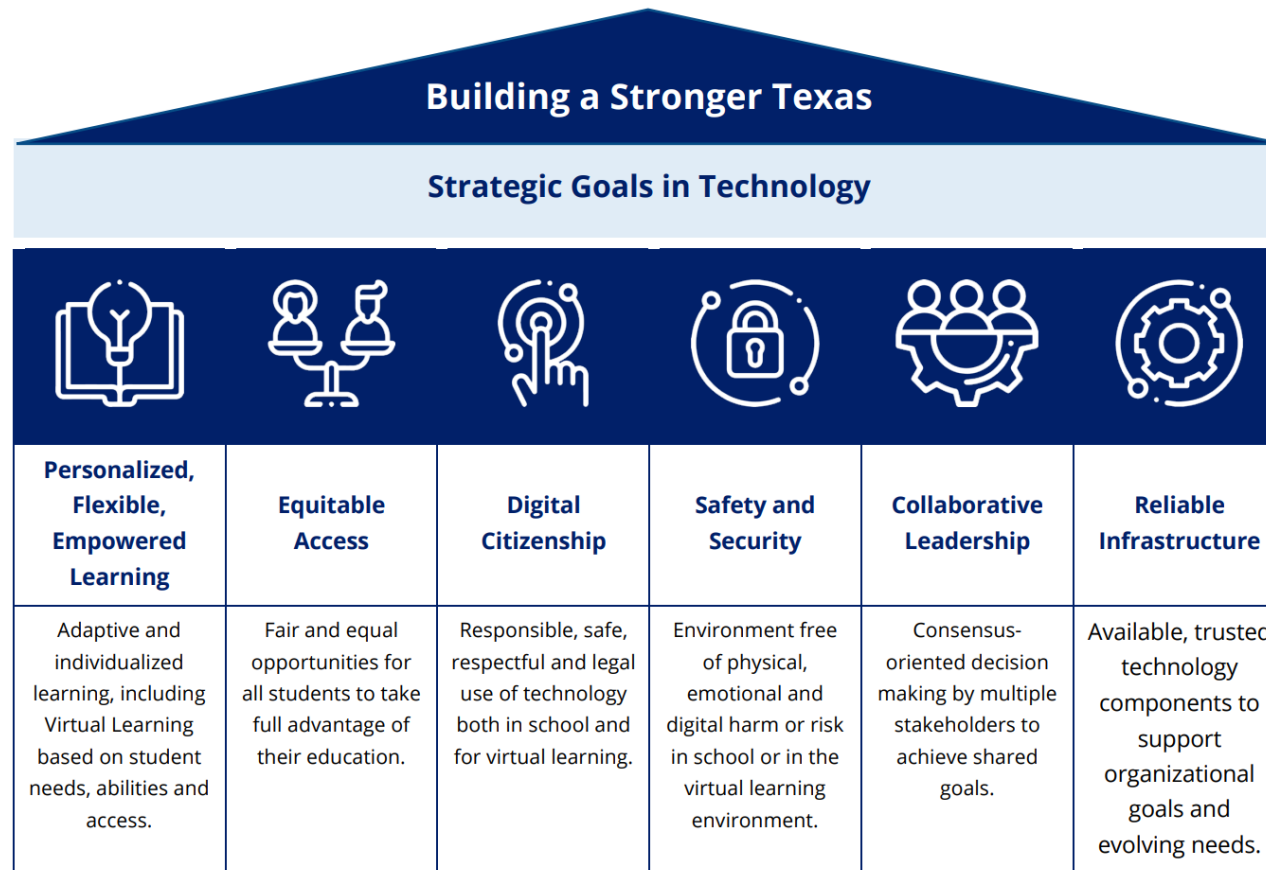 Building a Stronger Texas
Strategic Goals in Technology
Personalized,
Flexible,
Empowered
Learning
Equitable
Access
Digital
Citizenship
Safety and
Security
Collaborative
Leadership
Reliable
Infrastructure
Adaptive and
individualized
learning, including
Virtual Learning
based on student
needs, abilities and
access.
Fair and equal
opportunities for
all students to take
full advantage of
their education.
Responsible, safe,
respectful and legal
use of technology
both in school and
for virtual learning.
Environment free
of physical,
emotional and
digital harm or risk
in school or in the
virtual learning
environment.
Consensus-
oriented decision
making by multiple
stakeholders to
achieve shared
goals.
Available, trusted
technology
components to
support
organizational
goals and
evolving needs.